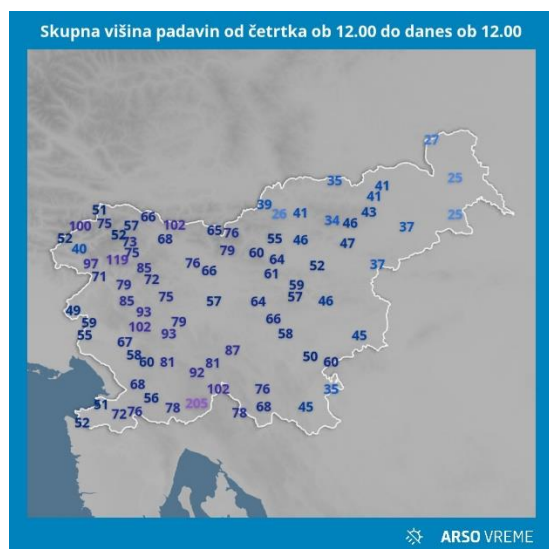 Skupna višina padavin od četrtka ob 12.00 do danes ob 12.00
27
35 41 25
41
39 26 41 34 43 25
51 66 46 37
100 75 57 102 65 76
52 52 68 55 46 47
40 73 79 60
75 64
97 119 76 52 37
85 66 61
71 72
79 59
75 57
85 57 64 46
49 93
59 102 79 66
55 93 58 45
67
87
58 50
60 81 81 60
92
68 102 76 35
56
51 205 68 45
72 76 78 78
52
ARSO VREME